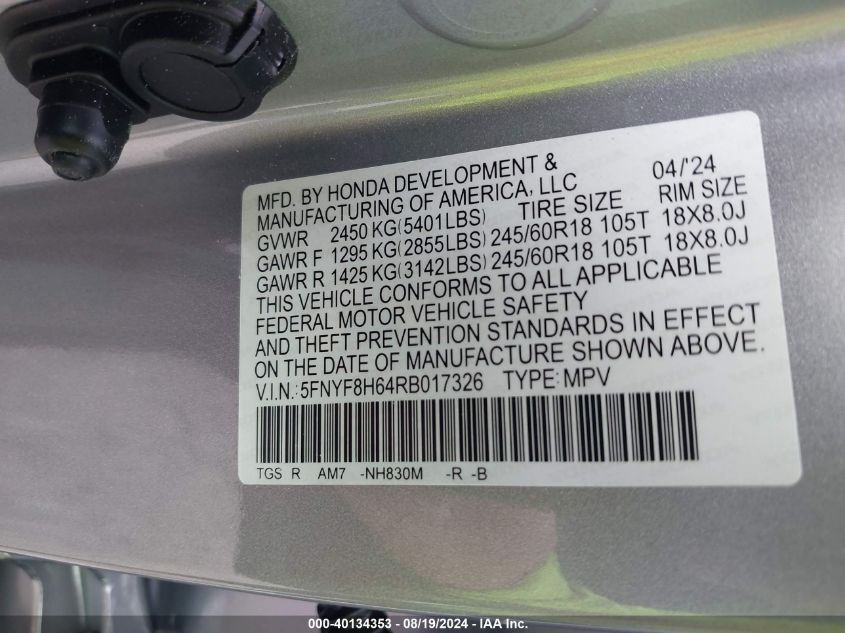 MFD. BY HONDA DEVELOPMENT & 04/'24
MANUFACTURING OF AMERICA, LLC TIRE SIZE RIM SIZE
GVWR 2450 KG(5401LBS)
GAWR F 1295 KG(2855LBS) 245/60R18 105T 18X8.0J
GAWR R 1425 KG(3142LBS) 245/60R18 105T 18X8.0J
THIS VEHICLE CONFORMS TO ALL APPLICABLE
FEDERAL MOTOR VEHICLE SAFETY
AND THEFT PREVENTION STANDARDS IN EFFECT
ON THE DATE OF MANUFACTURE SHOWN ABOVE.
V.I.N.: 5FNYF8H64RB017326 TYPE: MPV
TGS R AM7 -NH830M -R -B
000-40134353 - 08/19/2024 - IAA Inc.